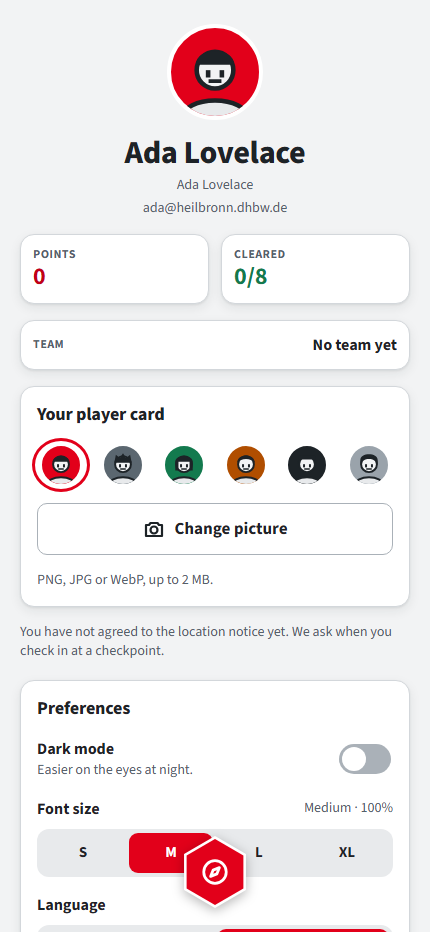 Ada Lovelace
Ada Lovelace
ada@heilbronn.dhbw.de
POINTS
0
CLEARED
0/8
TEAM
No team yet
Your player card
Change picture
PNG, JPG or WebP, up to 2 MB.
You have not agreed to the location notice yet. We ask when you
check in at a checkpoint.
Preferences
Dark mode
Easier on the eyes at night.
Font size
Medium · 100%
S
M
L
XL
Language